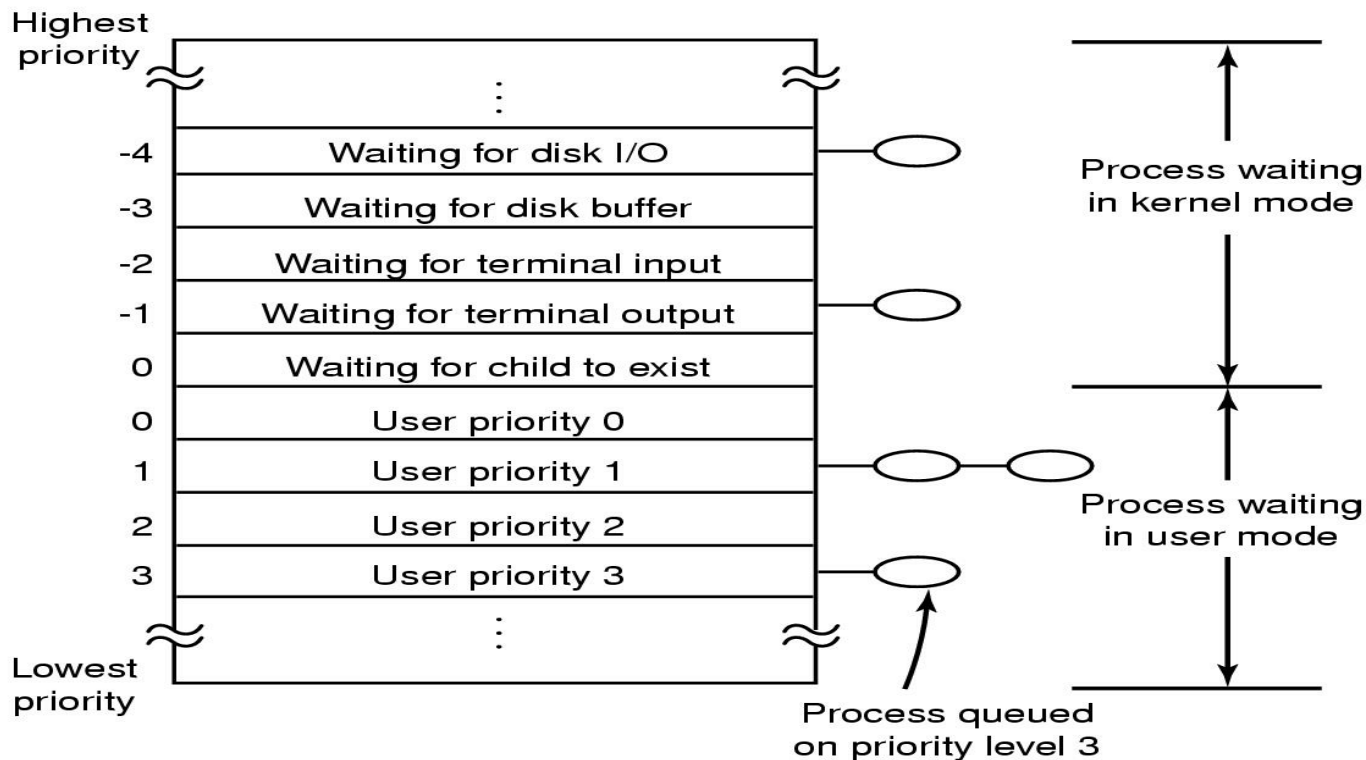 Highest
priority
⋮
-4 Waiting for disk I/O
-3 Waiting for disk buffer
-2 Waiting for terminal input
-1 Waiting for terminal output
0 Waiting for child to exist
0 User priority 0
1 User priority 1
2 User priority 2
3 User priority 3
⋮
Lowest
priority
Process waiting
in kernel mode
Process waiting
in user mode
Process queued
on priority level 3